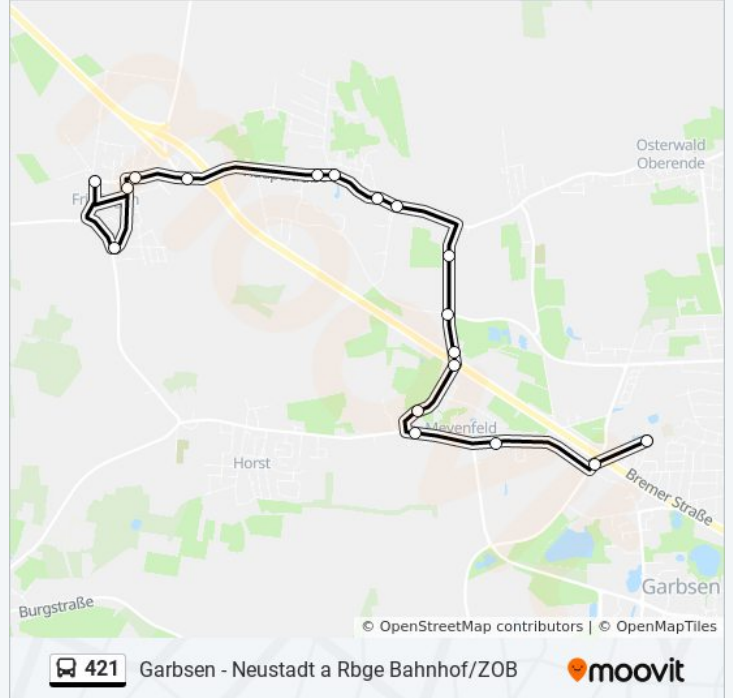 Osterwald
Oberende
Meyenfeld
Horst
Bremer Straße
Garbsen
Burgstraße
© OpenStreetMap contributors | © OpenMapTiles
421 Garbsen - Neustadt a Rbge Bahnhof/ZOB
moovit